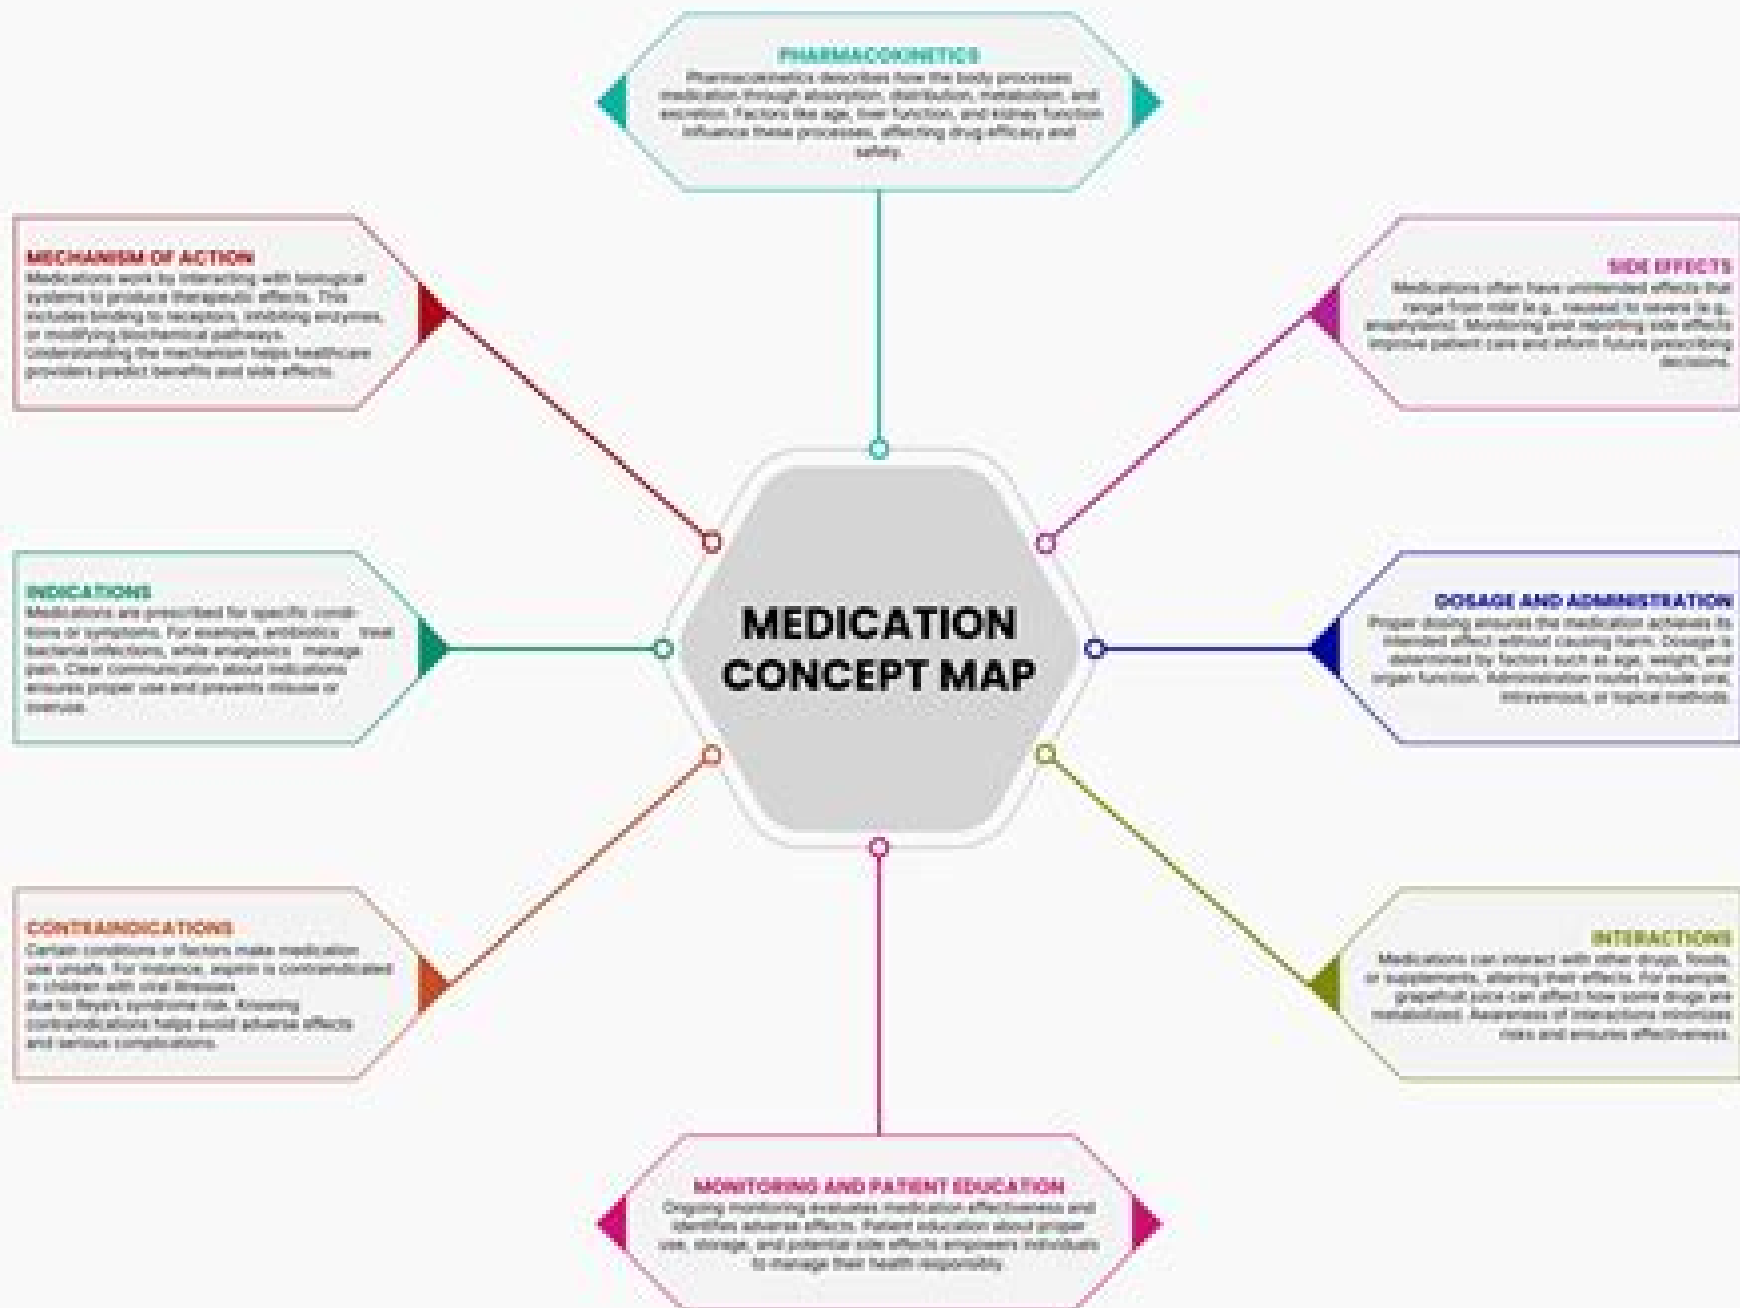 PHARMACOKINETICS
Pharmacokinetics describes how the body processes
medication through absorption, distribution, metabolism, and
excretion. Factors like age, liver function, and kidney function
influence these processes, affecting drug efficacy and
safety.
MECHANISM OF ACTION
Medications work by interacting with biological
systems to produce therapeutic effects. This
includes binding to receptors, inhibiting enzymes,
or modifying biochemical pathways.
Understanding the mechanism helps healthcare
providers predict benefits and side effects.
SIDE EFFECTS
Medications often have unintended effects that
range from mild (e.g., nausea) to severe (e.g.,
anaphylaxis). Monitoring and reporting side effects
improve patient care and inform future prescribing
decisions.
INDICATIONS
Medications are prescribed for specific condi-
tions or symptoms. For example, antibiotics treat
bacterial infections, while analgesics manage
pain. Clear communication about indications
ensures proper use and prevents misuse or
overuse.
MEDICATION
CONCEPT MAP
DOSAGE AND ADMINISTRATION
Proper dosing ensures the medication achieves its
intended effect without causing harm. Dosage is
determined by factors such as age, weight, and
organ function. Administration routes include oral,
intravenous, or topical methods.
CONTRAINDICATIONS
Certain conditions or factors make medication
use unsafe. For instance, aspirin is contraindicated
in children with viral illnesses
due to Reye's syndrome risk. Knowing
contraindications helps avoid adverse effects
and serious complications.
INTERACTIONS
Medications can interact with other drugs, foods,
or supplements, altering their effects. For example,
grapefruit juice can affect how some drugs are
metabolized. Awareness of interactions minimizes
risks and ensures effectiveness.
MONITORING AND PATIENT EDUCATION
Ongoing monitoring evaluates medication effectiveness and
identifies adverse effects. Patient education about proper
use, storage, and potential side effects empowers individuals
to manage their health responsibly.